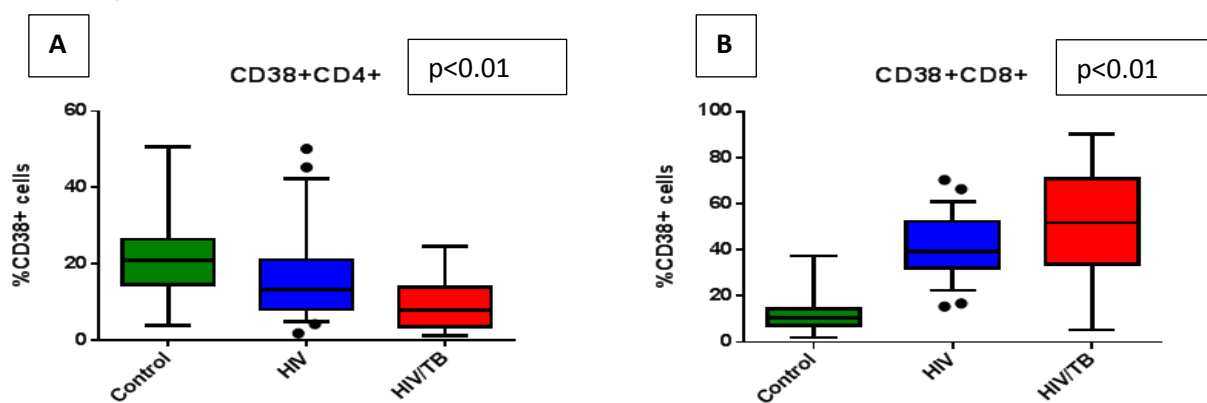 A
CD38+CD4+
p<0.01
%CD38+ cells
60
40
20
0
Control
HIV
HIV/TB
B
CD38+CD8+
p<0.01
%CD38+ cells
100
80
60
40
20
0
Control
HIV
HIV/TB